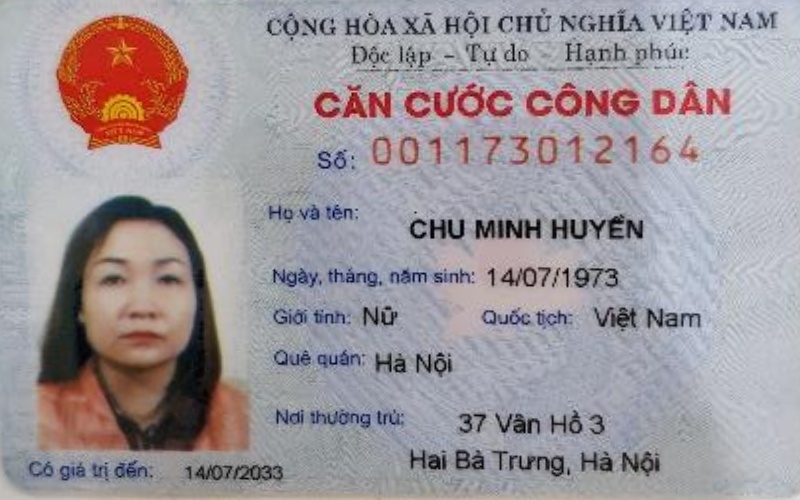 CỘNG HÒA XÃ HỘI CHỦ NGHĨA VIỆT NAM
Độc lập - Tự do - Hạnh phúc
CĂN CƯỚC CÔNG DÂN
Số: 001173012164
Họ và tên: CHU MINH HUYỀN
Ngày, tháng, năm sinh: 14/07/1973
Giới tính: Nữ Quốc tịch: Việt Nam
Quê quán: Hà Nội
Nơi thường trú: 37 Vân Hồ 3
Hai Bà Trưng, Hà Nội
Có giá trị đến: 14/07/2033